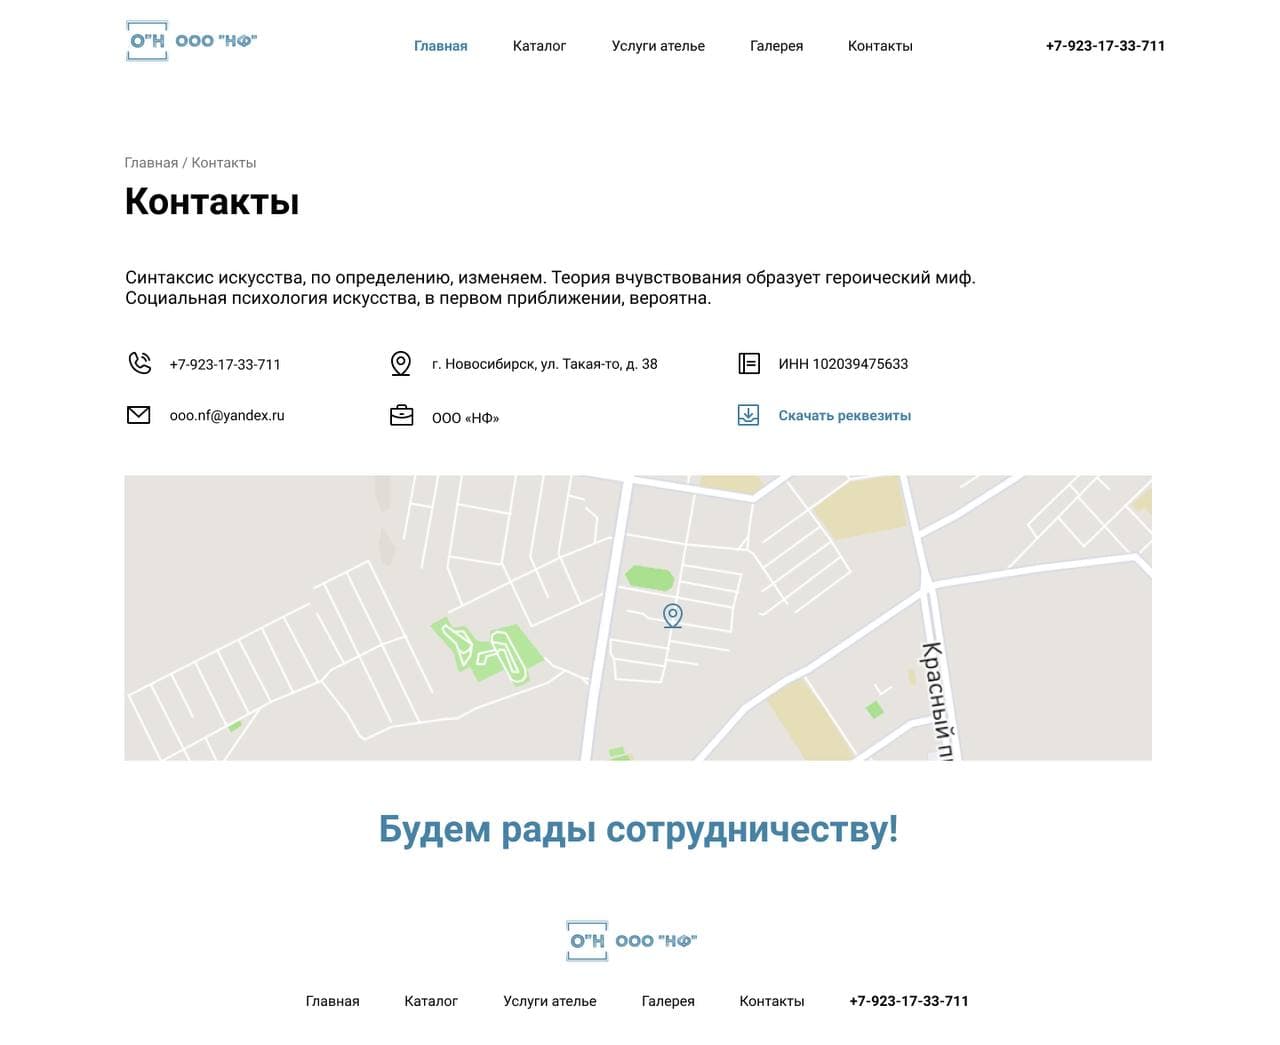 О"Н ООО "НФ"
Главная Каталог Услуги ателье Галерея Контакты +7-923-17-33-711
Главная / Контакты
Контакты
Синтаксис искусства, по определению, изменяем. Теория вчувствования образует героический миф.
Социальная психология искусства, в первом приближении, вероятна.
+7-923-17-33-711
г. Новосибирск, ул. Такая-то, д. 38
ИНН 102039475633
ooo.nf@yandex.ru
ООО «НФ»
Скачать реквезиты
Красный п
Будем рады сотрудничеству!
О"Н ООО "НФ"
Главная Каталог Услуги ателье Галерея Контакты +7-923-17-33-711